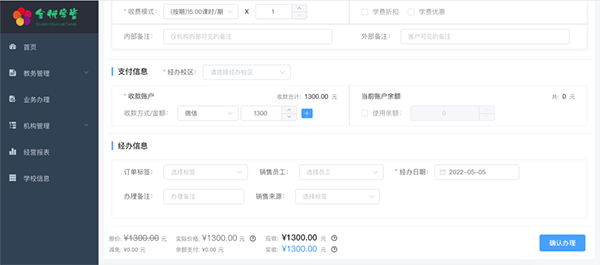 * 收费模式: (按期)15.00课时/期 X 1 学费折扣 学费优惠
首页
内部备注: 仅机构内部可见的备注 外部备注: 客户可见的备注
教务管理
支付信息 * 经办校区: 请选择经办校区
业务办理
* 收款账户 收款合计: 1300.00 元 当前账户余额 共: 0 元
收款方式/金额: 微信 1300 + 使用余额: 0
机构管理
经营报表
经办信息
学校信息
订单标签: 选择标签 销售员工: 选择员工 * 经办日期: 2022-05-05
办理备注: 办理备注 销售来源: 选择标签
原价: ¥1300.00 元 实际价格: ¥1300.00 元 应收: ¥1300.00 元
减免: ¥0.00 元 余额支付: ¥0.00 元 实收: ¥1300.00 元
确认办理